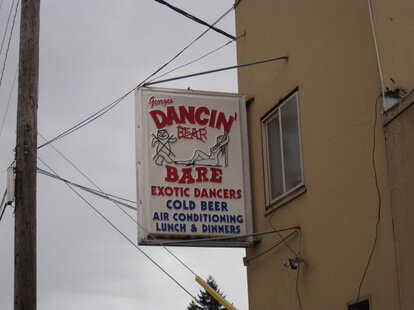 George's
DANCIN'
BEAR
BARE
EXOTIC DANCERS
COLD BEER
AIR CONDITIONING
LUNCH & DINNERS